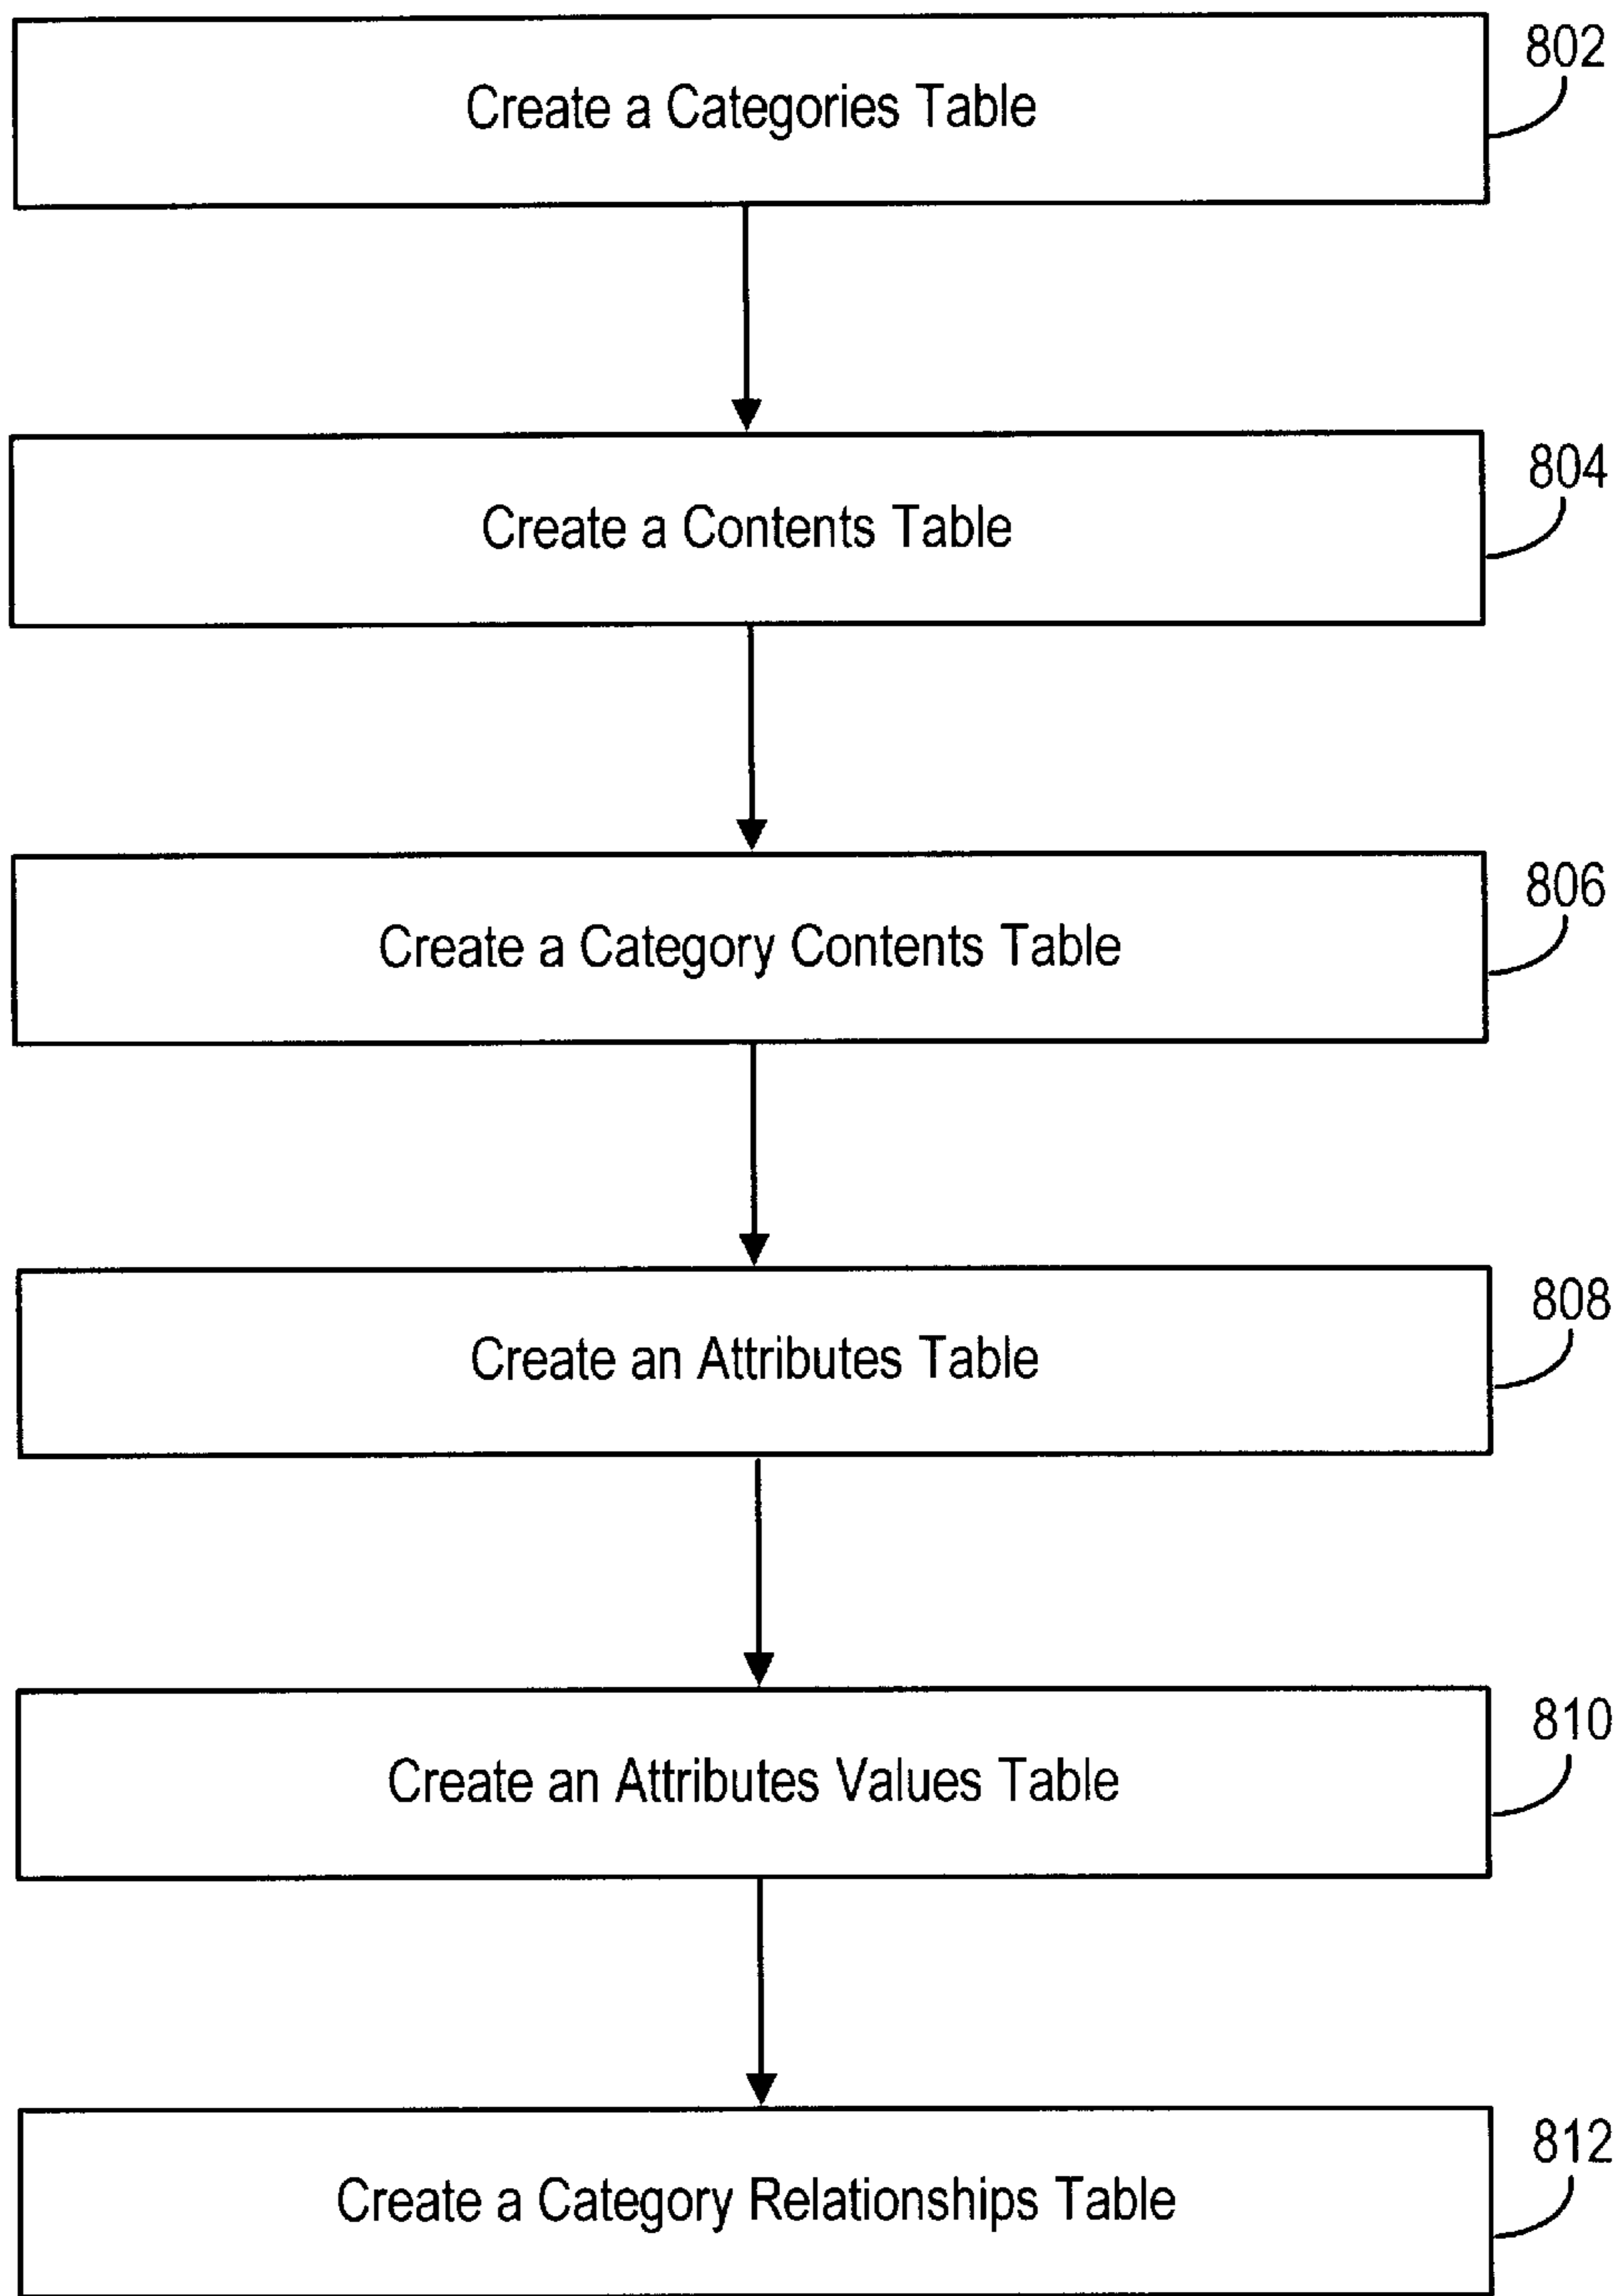 802
Create a Categories Table
804
Create a Contents Table
806
Create a Category Contents Table
808
Create an Attributes Table
810
Create an Attributes Values Table
812
Create a Category Relationships Table